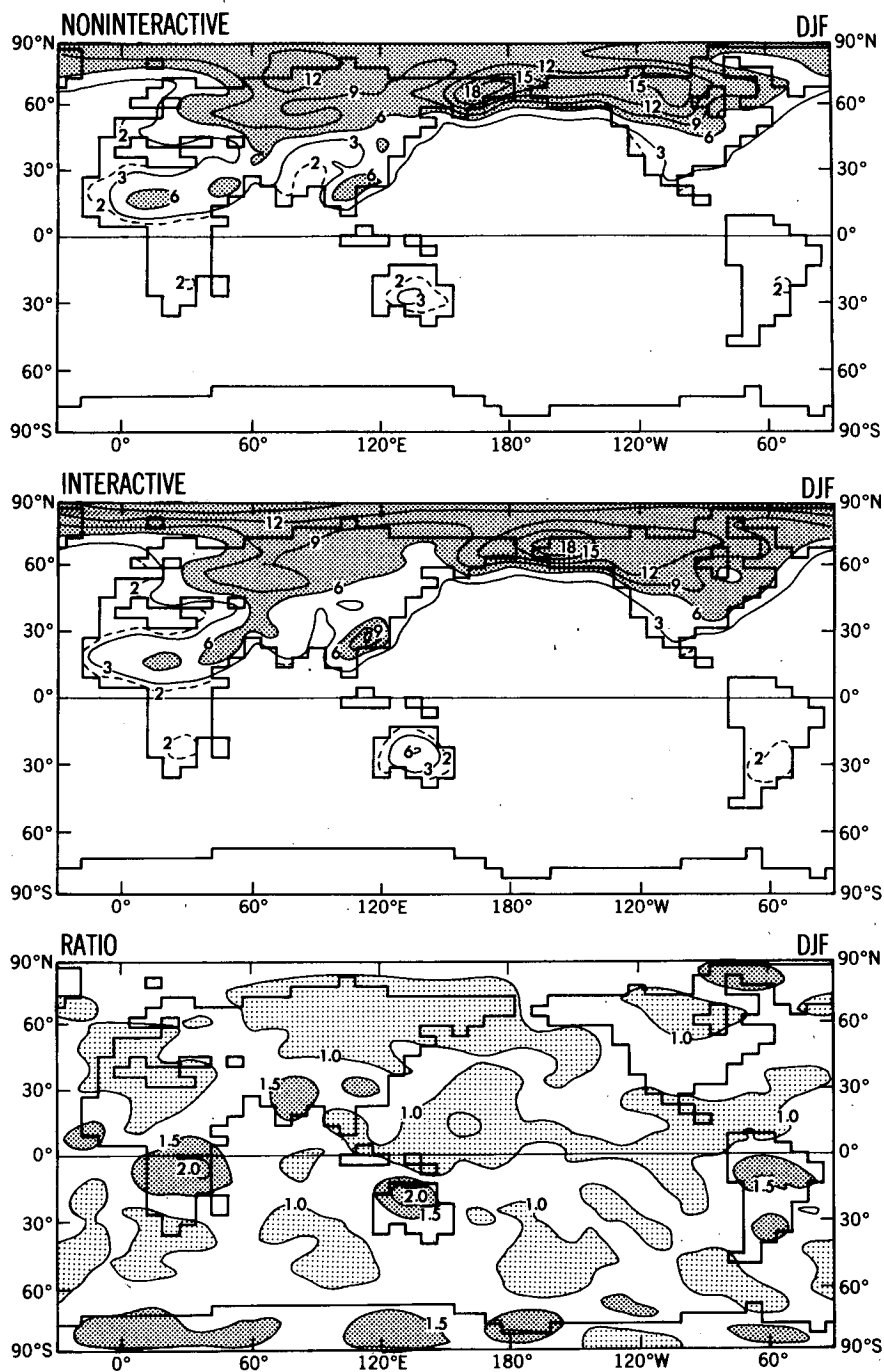 NONINTERACTIVE DJF
90°N 90°N
12 12 15
12 15
60° 18 60°
9 12
2 6 9 6
3
30° 3 2 3 30°
2 6 6
0° 0°
2 2 2
30° 3 30°
60° 60°
90°S 90°S
0° 60° 120°E 180° 120°W 60°
INTERACTIVE DJF
90°N 90°N
12
9
60° 18 15 12 60°
2 6 9
6
30° 6 9 3 30°
3 6
2
0° 0°
2 6 2 2
30° 3 30°
60° 60°
90°S 90°S
0° 60° 120°E 180° 120°W 60°
RATIO DJF
90°N 90°N
60° 60°
1.0 1.0
30° 1.5 1.0 30°
1.0
1.5
0° 0°
2.0 1.5
2.0
1.0 1.5 1.0
30° 30°
60° 60°
1.5
90°S 90°S
0° 60° 120°E 180° 120°W 60°